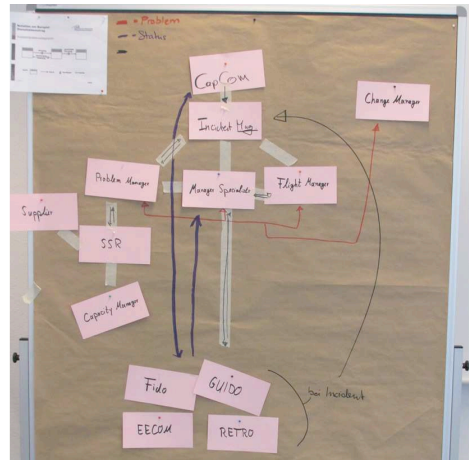 = Problem
- Status
CapCom
Incident Mng
Change Manager
Problem Manager
Manager Specialists
Flight Manager
Supplier
SSR
Capacity Manager
Fido
GUIDO
EECOM
RETRO
bei Incident